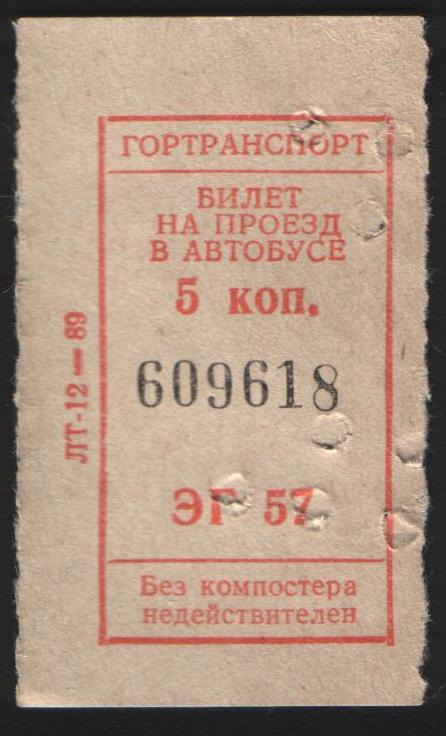 ГОРТРАНСПОРТ
БИЛЕТ
НА ПРОЕЗД
В АВТОБУСЕ
5 коп.
609618
ЭГ 57
Без компостера
недействителен
ЛТ-12—89